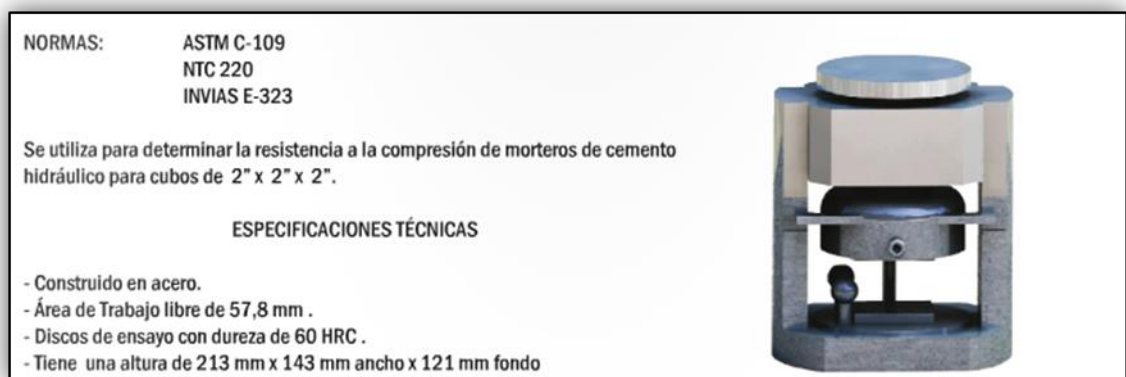 NORMAS: ASTM C-109
NTC 220
INVIAS E-323
Se utiliza para determinar la resistencia a la compresión de morteros de cemento
hidráulico para cubos de 2” x 2” x 2”.
ESPECIFICACIONES TÉCNICAS
- Construido en acero.
- Área de Trabajo libre de 57,8 mm .
- Discos de ensayo con dureza de 60 HRC .
- Tiene una altura de 213 mm x 143 mm ancho x 121 mm fondo